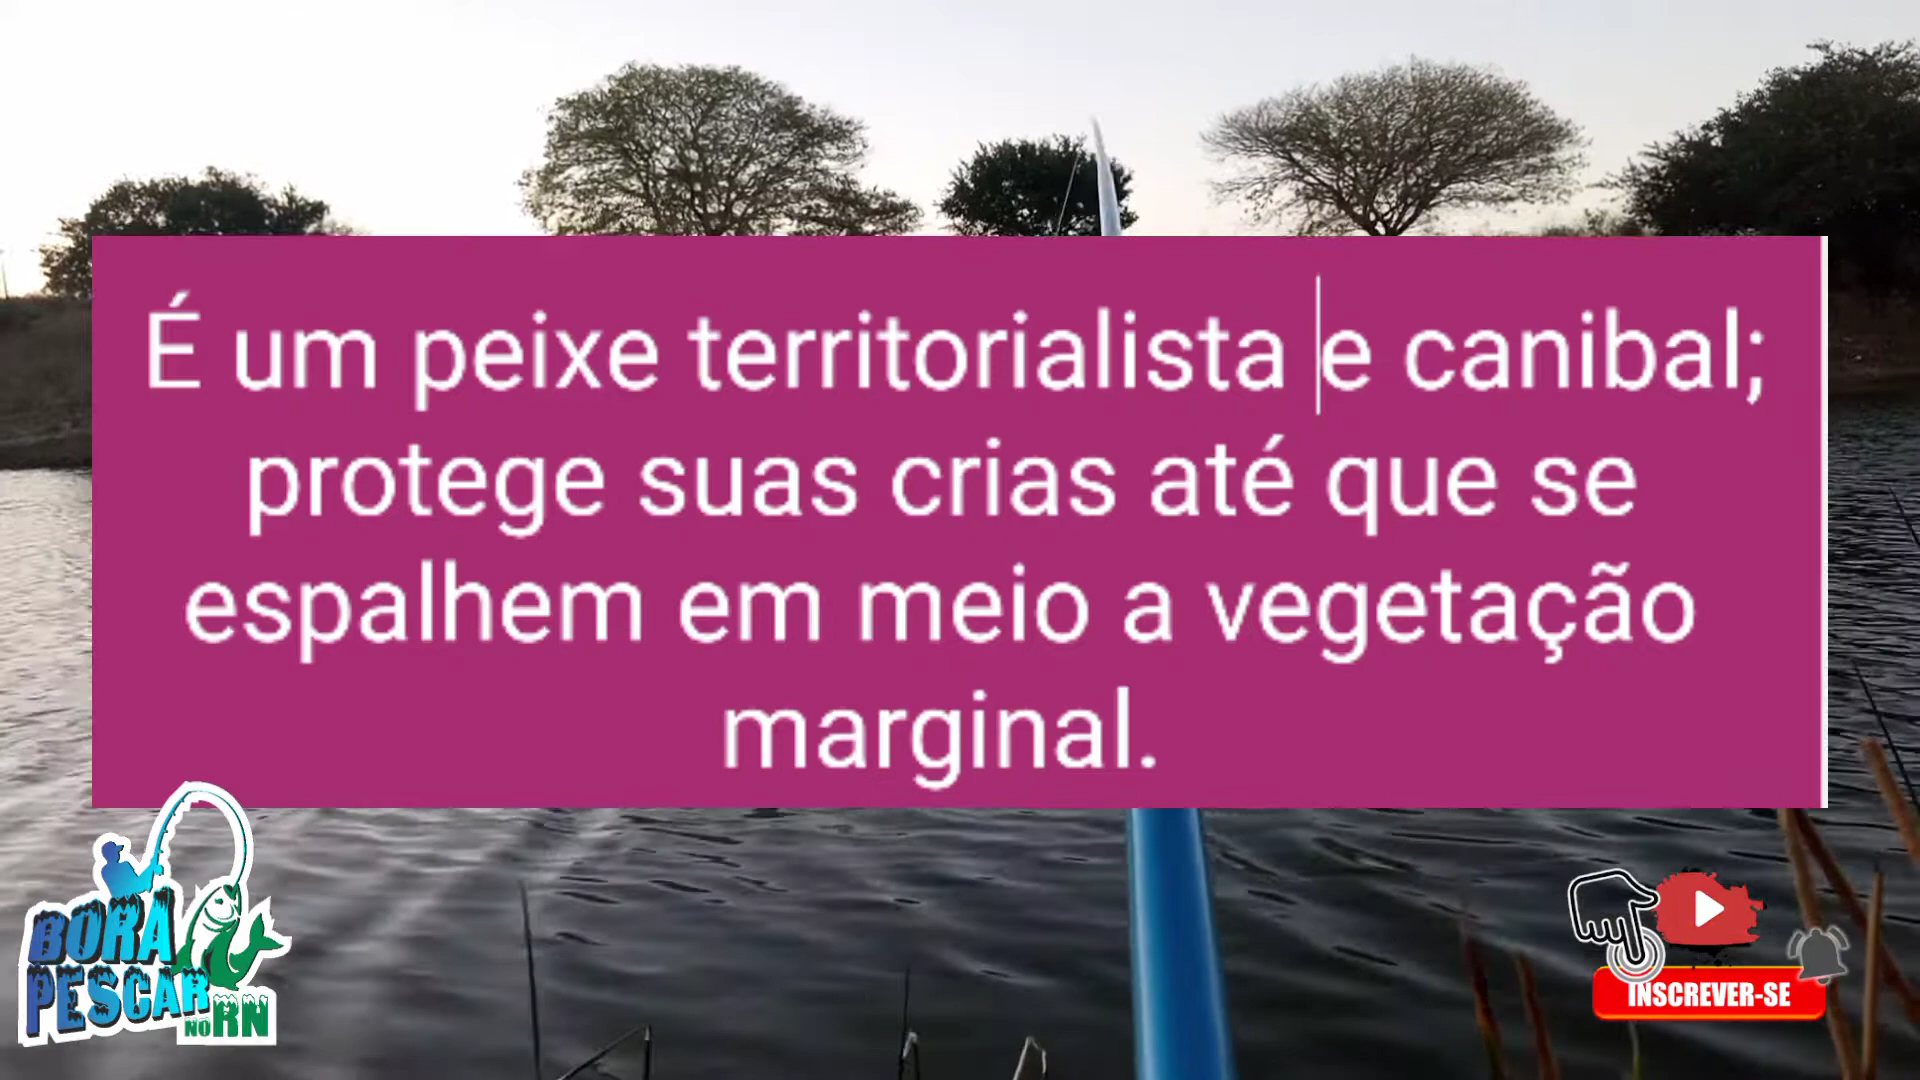 É um peixe territorialista e canibal;
protege suas crias até que se
espalhem em meio a vegetação
marginal.
BORA
PESCAR
NO RN
INSCREVER-SE